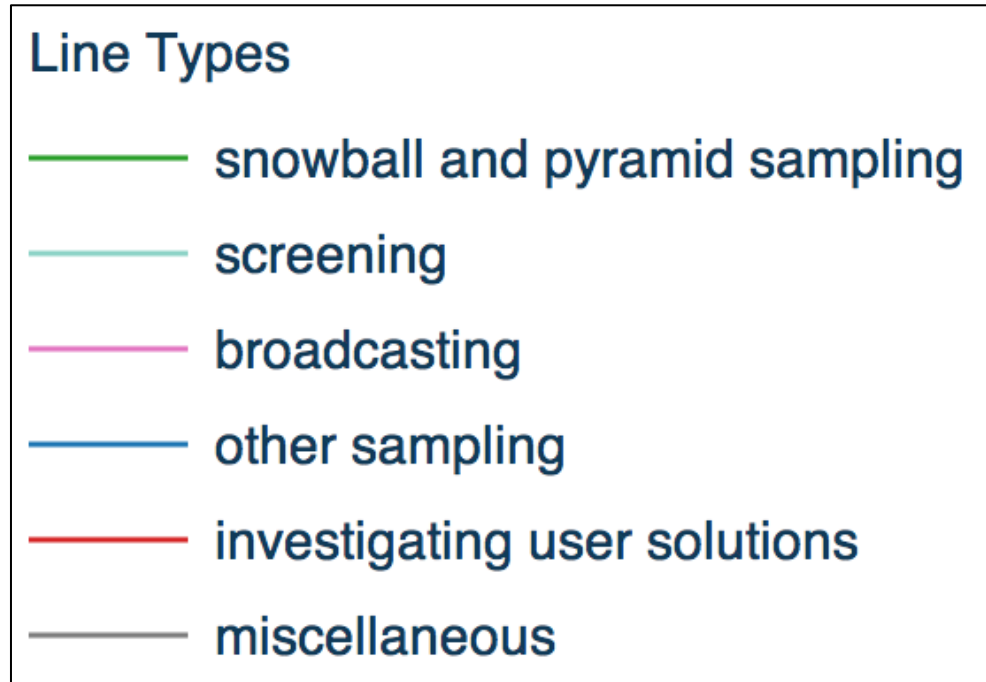 Line Types
snowball and pyramid sampling
screening
broadcasting
other sampling
investigating user solutions
miscellaneous